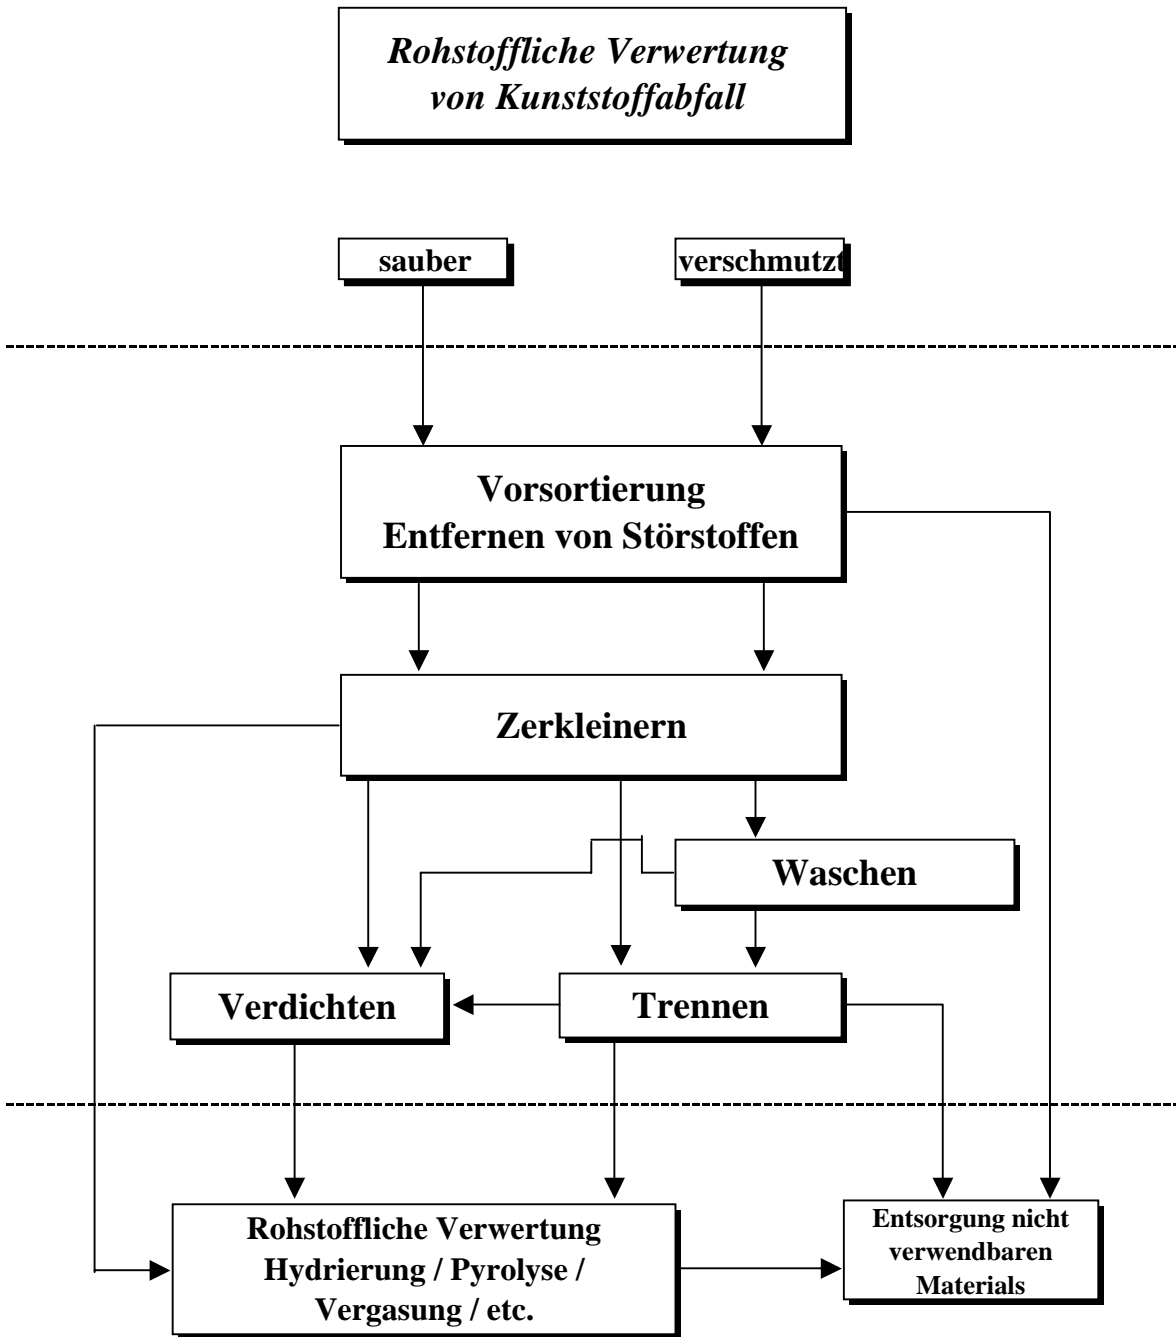 Rohstoffliche Verwertung
von Kunststoffabfall
sauber
verschmutzt
Vorsortierung
Entfernen von Störstoffen
Zerkleinern
Waschen
Verdichten
Trennen
Rohstoffliche Verwertung
Hydrierung / Pyrolyse /
Vergasung / etc.
Entsorgung nicht
verwendbaren
Materials